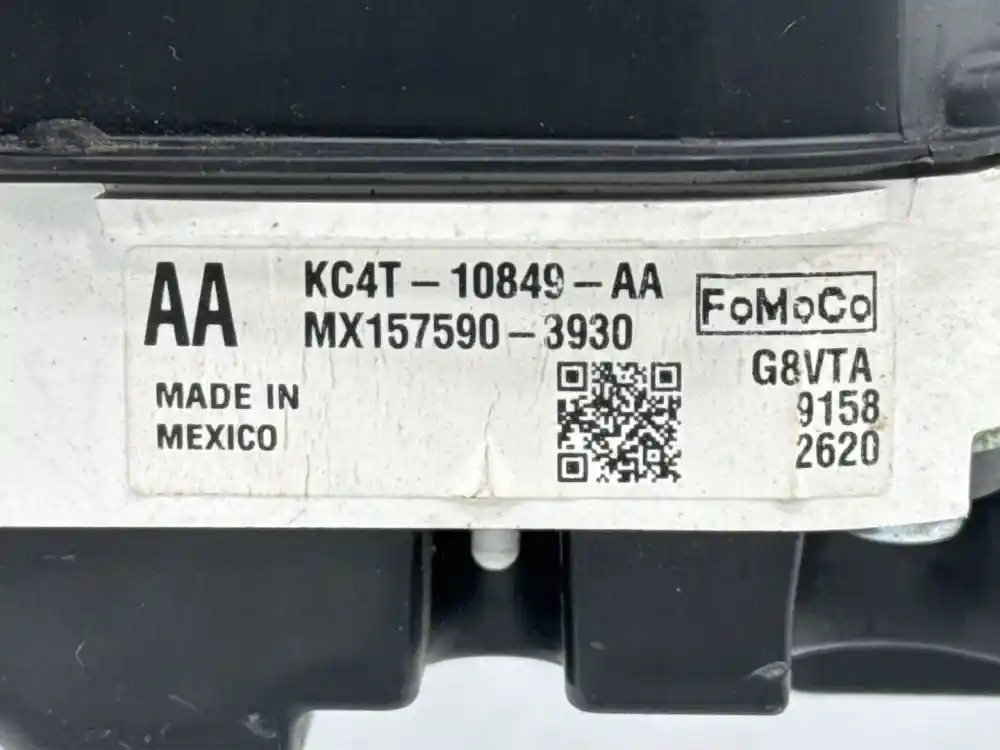 AA
KC4T-10849-AA
MX157590-3930
FoMoCo
G8VTA
9158
2620
MADE IN
MEXICO